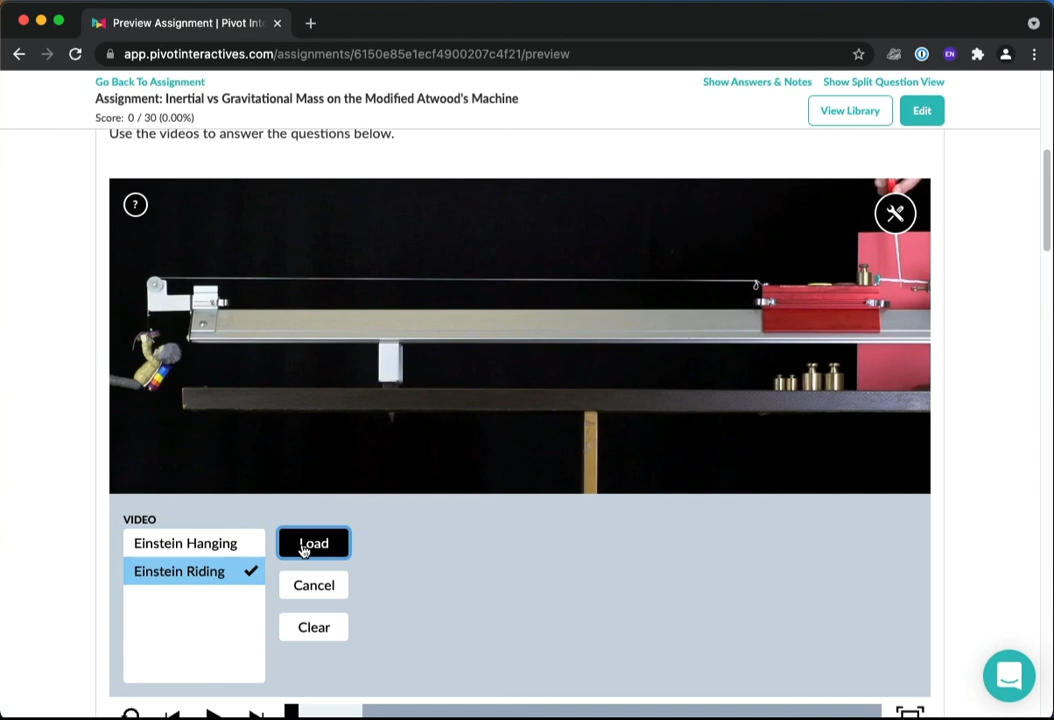 Preview Assignment | Pivot Int
app.pivotinteractives.com/assignments/6150e85e1ecf4900207c4f21/preview
EN
Go Back To Assignment
Show Answers & Notes Show Split Question View
Assignment: Inertial vs Gravitational Mass on the Modified Atwood's Machine
Score: 0 / 30 (0.00%)
View Library
Edit
Use the videos to answer the questions below.
?
VIDEO
Einstein Hanging
Einstein Riding
Load
Cancel
Clear